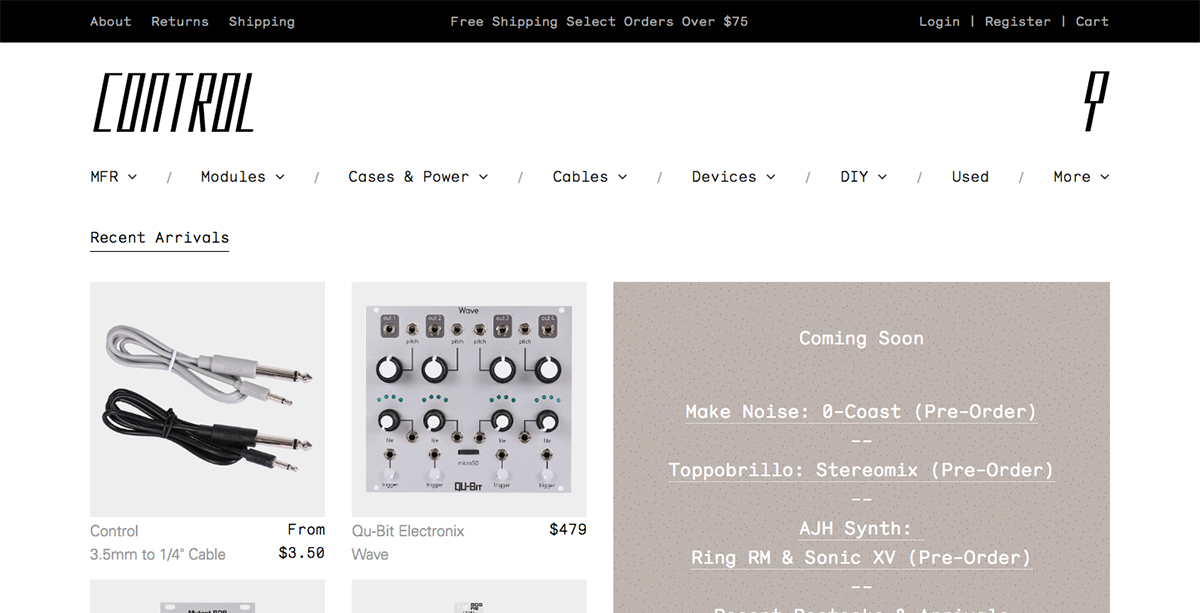 About Returns Shipping Free Shipping Select Orders Over $75 Login | Register | Cart
CONTROL
MFR / Modules / Cases & Power / Cables / Devices / DIY / Used / More
Recent Arrivals
Wave
out 1 out 2 out 3 out 4
pitch pitch pitch pitch
file file file file
microSD
trigger trigger trigger trigger
QU-BIT
Control From
3.5mm to 1/4" Cable $3.50
Qu-Bit Electronix $479
Wave
Coming Soon
Make Noise: 0-Coast (Pre-Order)
--
Toppobrillo: Stereomix (Pre-Order)
--
AJH Synth:
Ring RM & Sonic XV (Pre-Order)
--
Recent Restocks & Arrivals